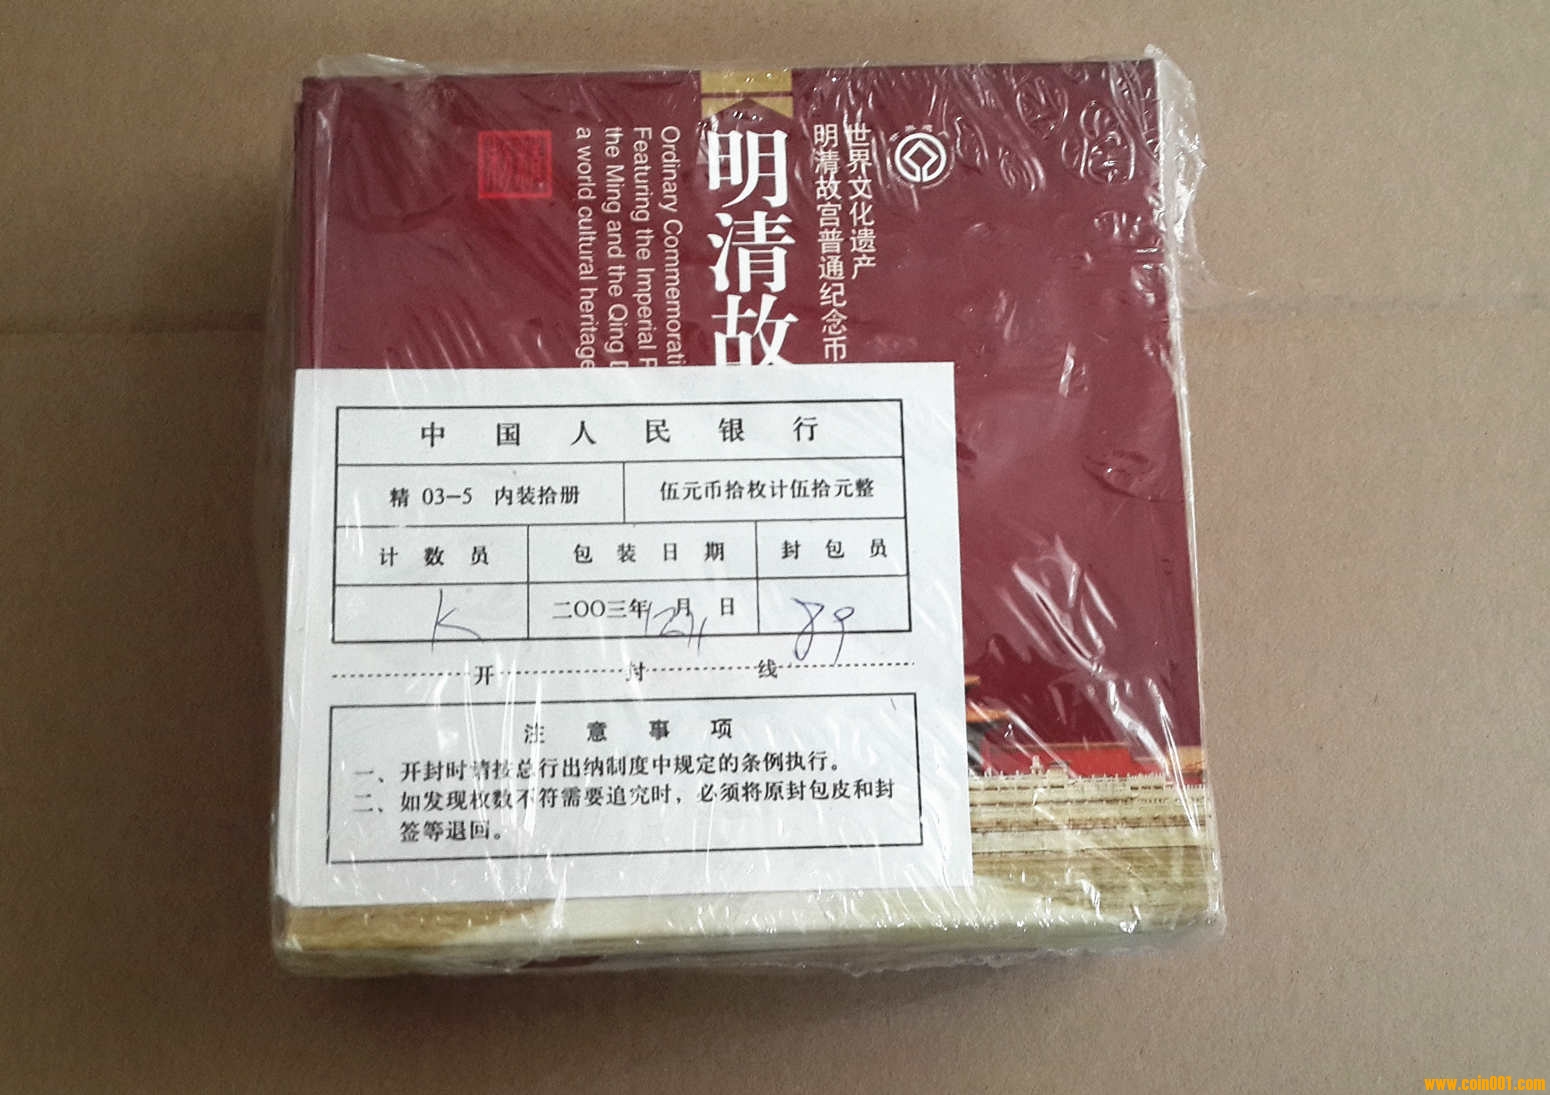 世界文化遗产
明清故宫普通纪念币
明清故
Ordinary Commemorati
Featuring the Imperial P
the Ming and the Qing D
a world cultural heritage
中国人民银行
精 03-5 内装拾册
伍元币拾枚计伍拾元整
计数员
包装日期
封包员
K
二〇〇三年 月 日
89
开封线
注意事项
一、开封时请按总行出纳制度中规定的条例执行。
二、如发现枚数不符需要追究时，必须将原封包皮和封
签等退回。
www.coin001.com